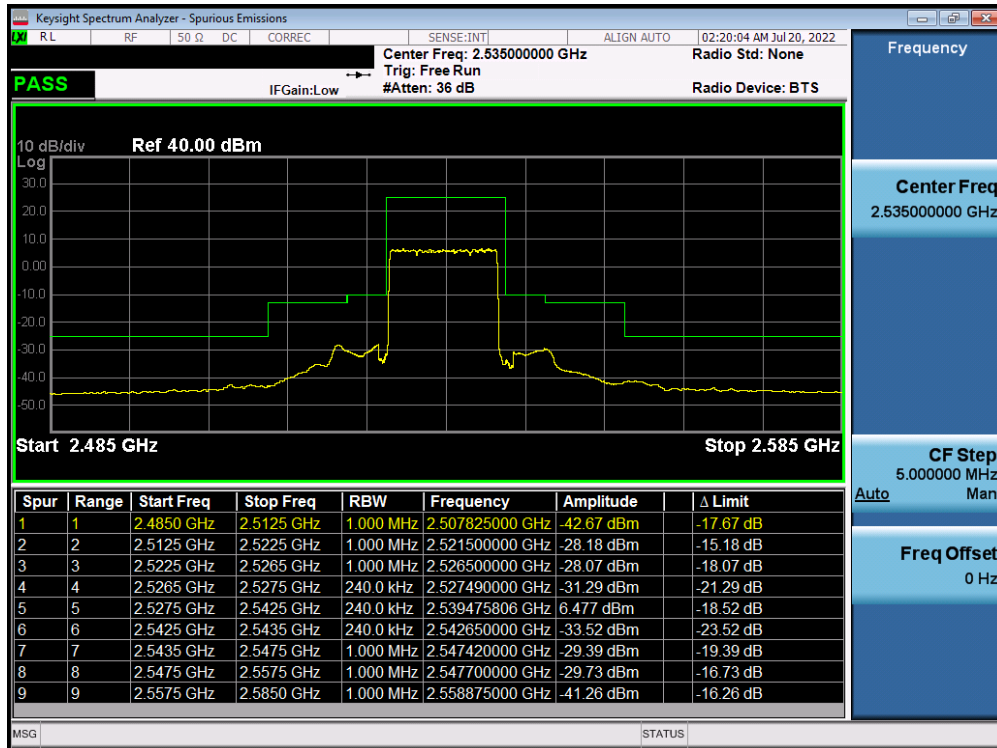 Keysight Spectrum Analyzer - Spurious Emissions
LXI RL RF 50 Ω DC CORREC SENSE:INT ALIGN AUTO 02:20:04 AM Jul 20, 2022
Center Freq: 2.535000000 GHz Radio Std: None
Trig: Free Run
PASS IFGain:Low #Atten: 36 dB Radio Device: BTS
10 dB/div Ref 40.00 dBm
Log
30.0
20.0
10.0
0.00
-10.0
-20.0
-30.0
-40.0
-50.0
Start 2.485 GHz Stop 2.585 GHz
Spur Range Start Freq Stop Freq RBW Frequency Amplitude Δ Limit
1 1 2.4850 GHz 2.5125 GHz 1.000 MHz 2.507825000 GHz -42.67 dBm -17.67 dB
2 2 2.5125 GHz 2.5225 GHz 1.000 MHz 2.521500000 GHz -28.18 dBm -15.18 dB
3 3 2.5225 GHz 2.5265 GHz 1.000 MHz 2.526500000 GHz -28.07 dBm -18.07 dB
4 4 2.5265 GHz 2.5275 GHz 240.0 kHz 2.527490000 GHz -31.29 dBm -21.29 dB
5 5 2.5275 GHz 2.5425 GHz 240.0 kHz 2.539475806 GHz 6.477 dBm -18.52 dB
6 6 2.5425 GHz 2.5435 GHz 240.0 kHz 2.542650000 GHz -33.52 dBm -23.52 dB
7 7 2.5435 GHz 2.5475 GHz 1.000 MHz 2.547420000 GHz -29.39 dBm -19.39 dB
8 8 2.5475 GHz 2.5575 GHz 1.000 MHz 2.547700000 GHz -29.73 dBm -16.73 dB
9 9 2.5575 GHz 2.5850 GHz 1.000 MHz 2.558875000 GHz -41.26 dBm -16.26 dB
MSG STATUS
Frequency
Center Freq
2.535000000 GHz
CF Step
5.000000 MHz
Auto Man
Freq Offset
0 Hz